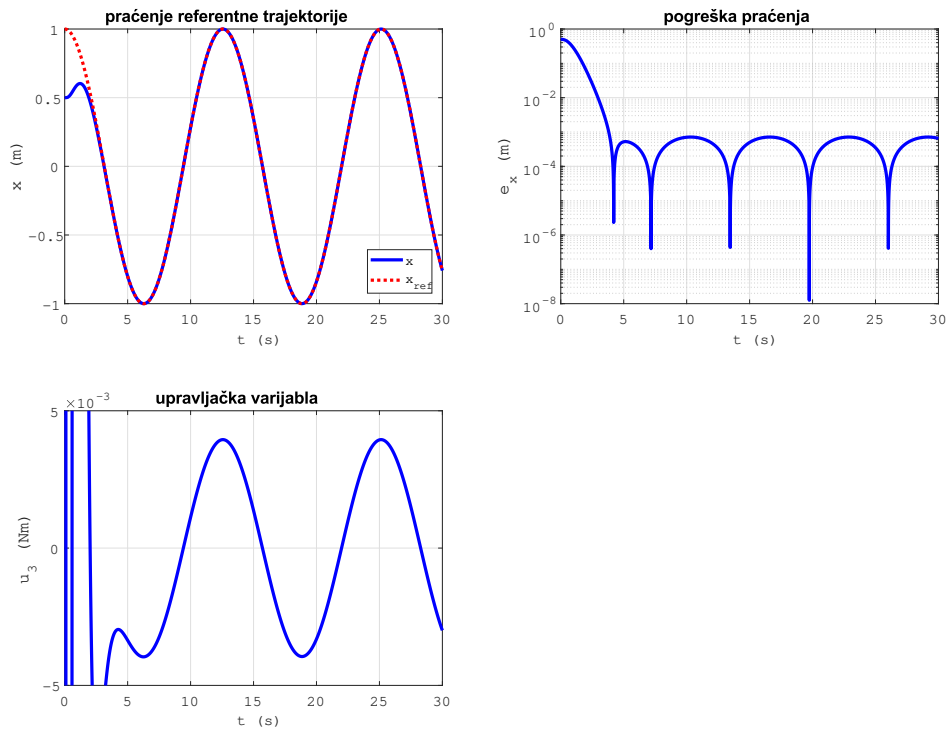 praćenje referentne trajektorije
1
0.5
0
-0.5
-1
x (m)
0 5 10 15 20 25 30
t (s)
x
x_ref
pogreška praćenja
10^0
10^-2
10^-4
10^-6
10^-8
e_x (m)
0 5 10 15 20 25 30
t (s)
upravljačka varijabla
×10^-3
5
0
-5
u_3 (Nm)
0 5 10 15 20 25 30
t (s)